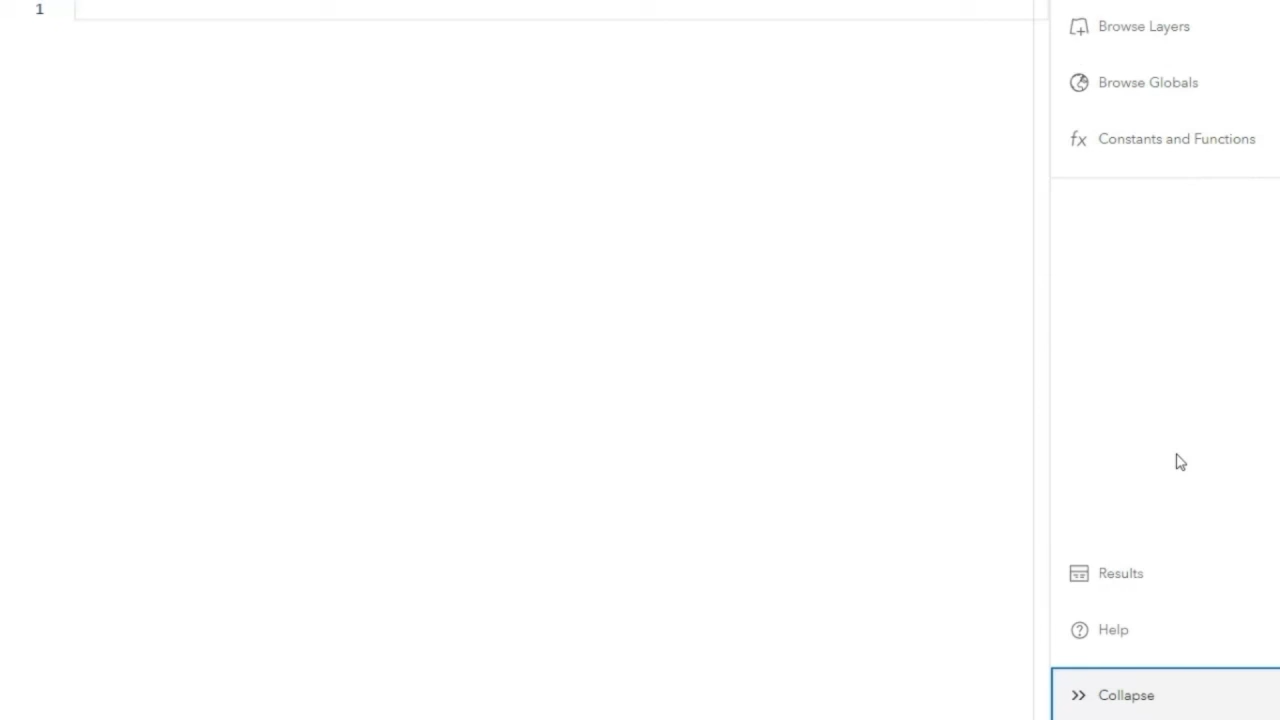 1
Browse Layers
Browse Globals
fx Constants and Functions
Results
Help
Collapse